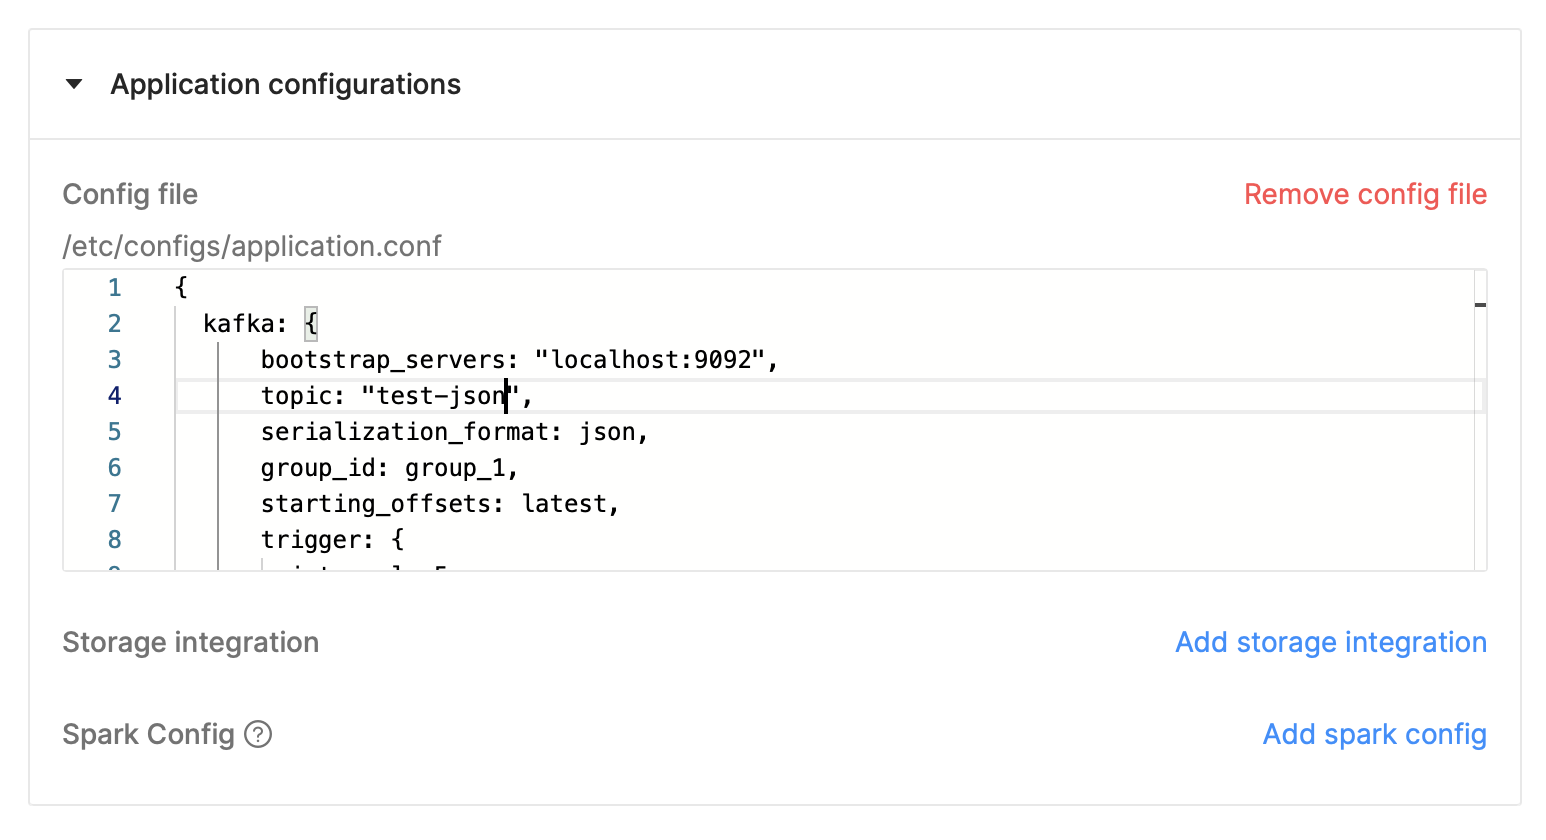 Application configurations
Config file
Remove config file
/etc/configs/application.conf
1 {
2 kafka: {
3 bootstrap_servers: "localhost:9092",
4 topic: "test-json",
5 serialization_format: json,
6 group_id: group_1,
7 starting_offsets: latest,
8 trigger: {
Storage integration
Add storage integration
Spark Config ?
Add spark config